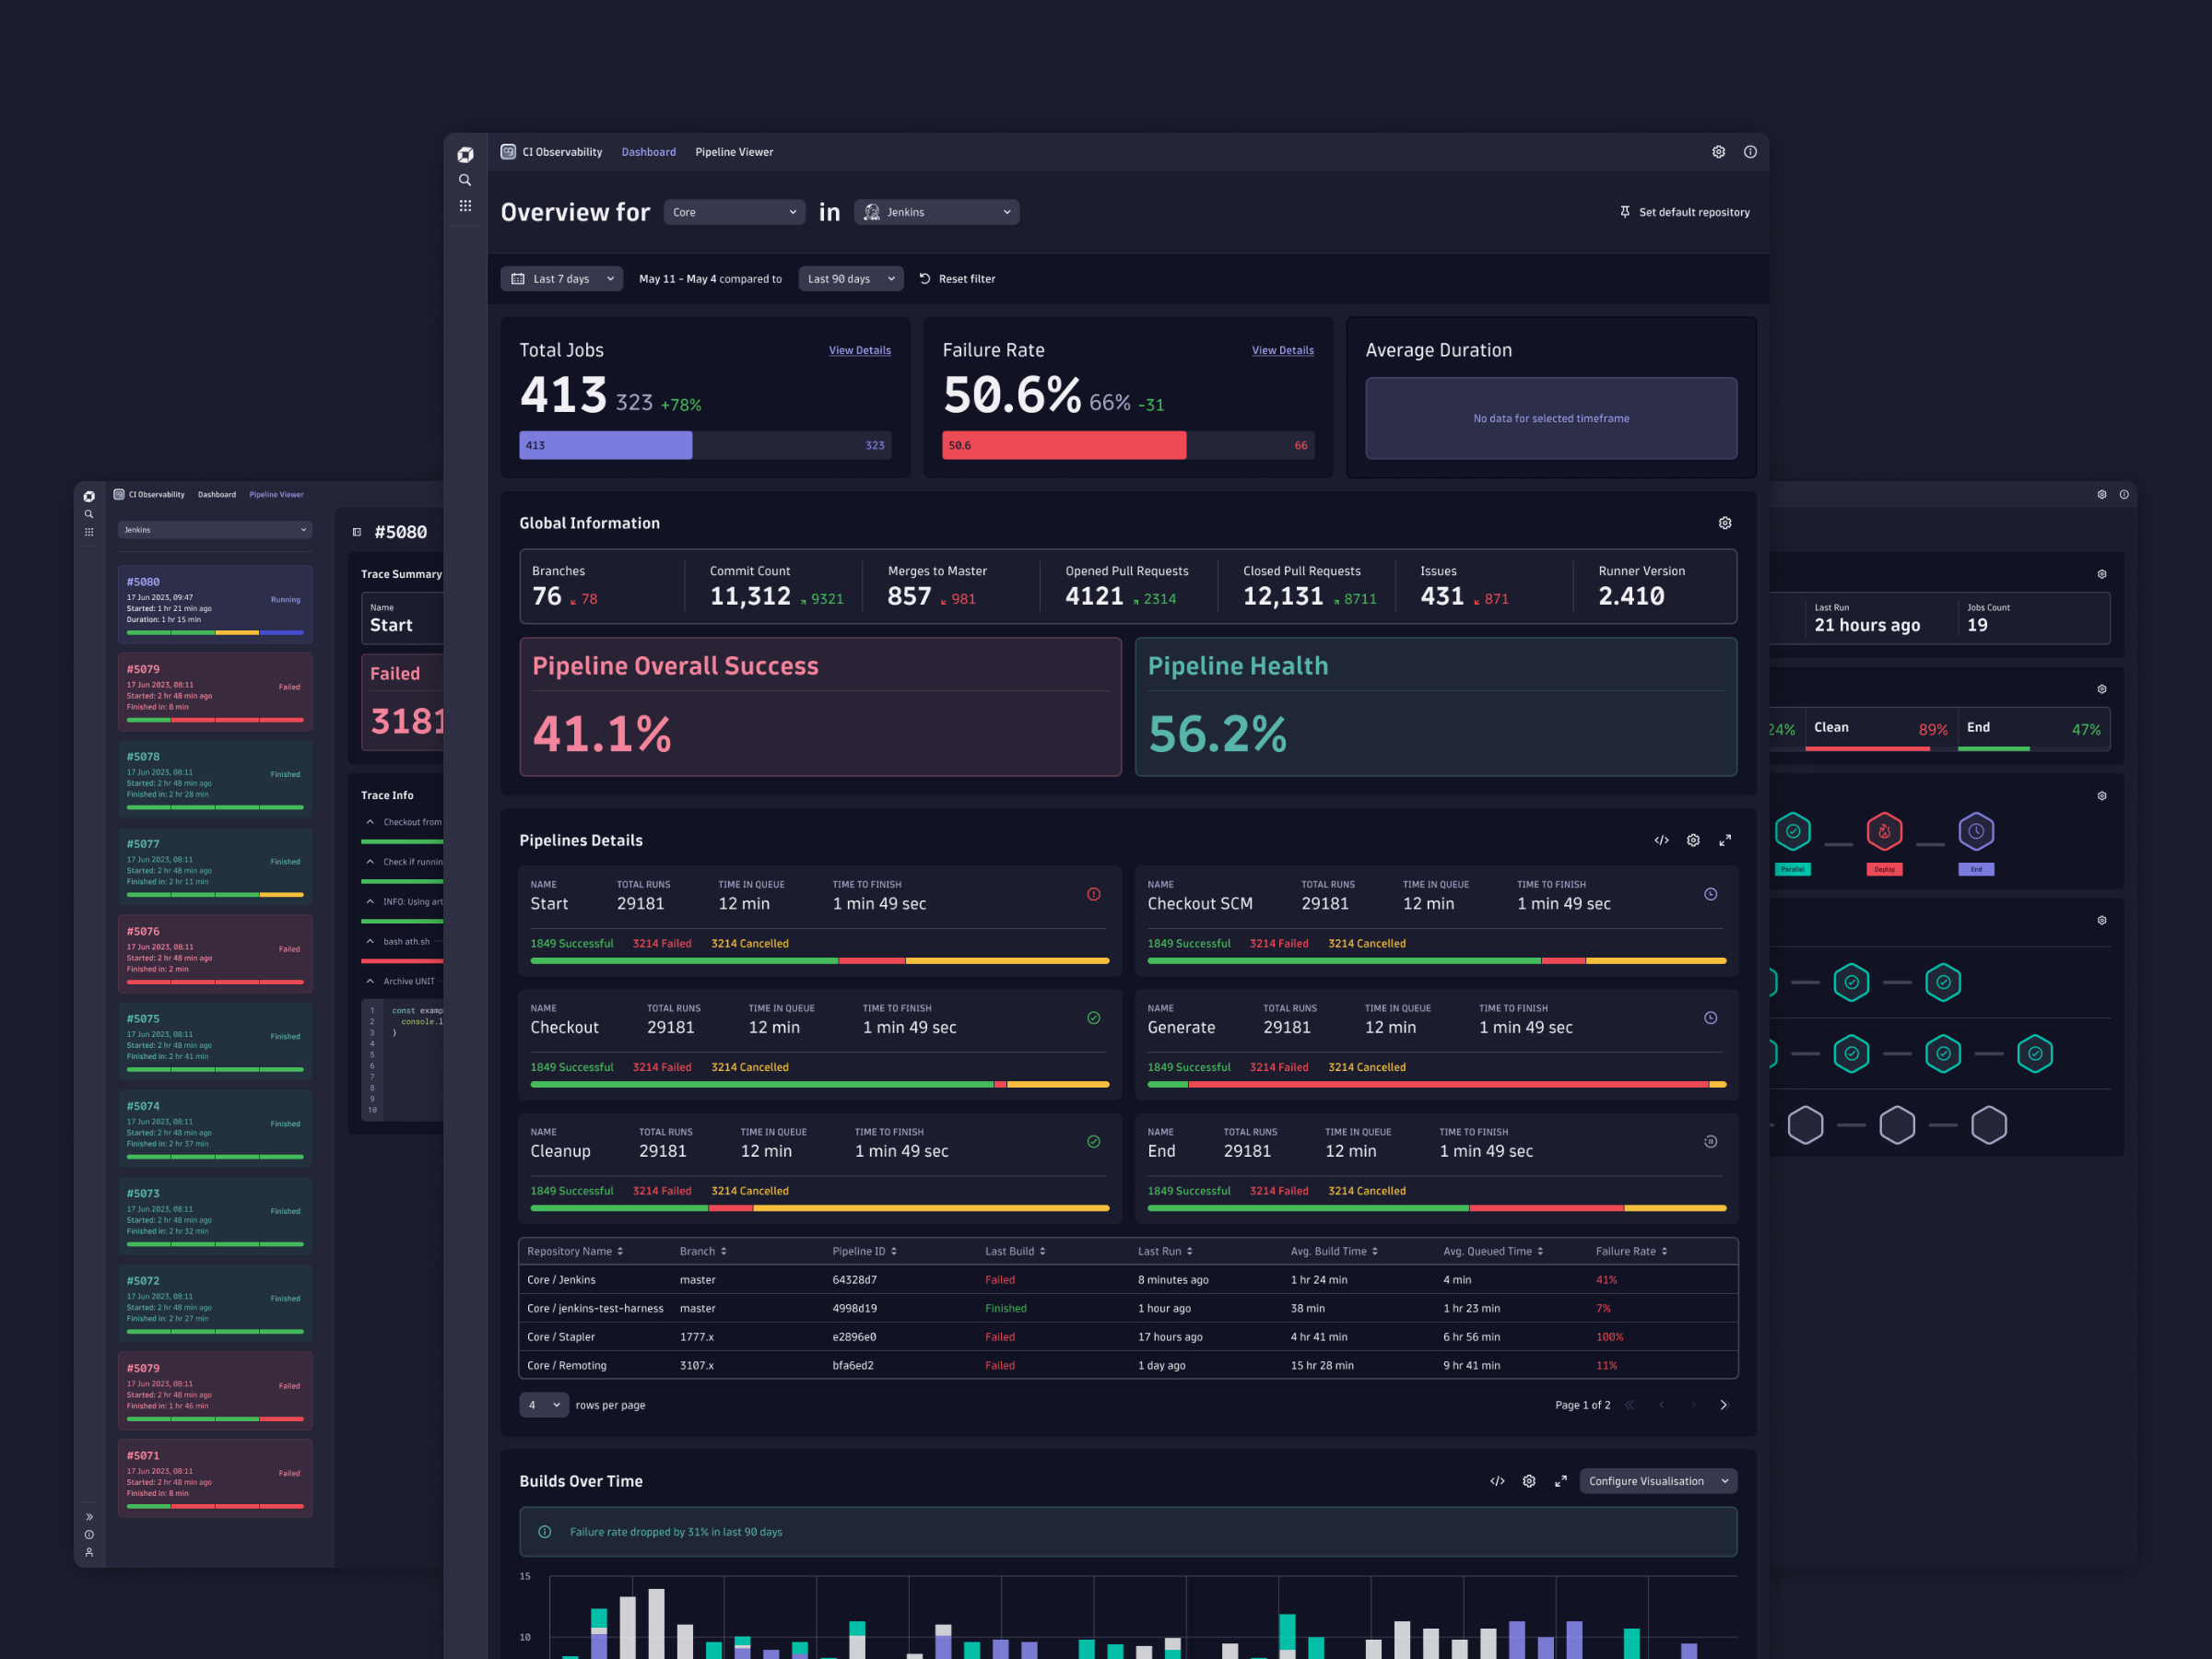 CI Observability Dashboard Pipeline Viewer
Overview for Core in Jenkins Set default repository
Last 7 days May 11 - May 4 compared to Last 90 days Reset filter
Total Jobs View Details
413 323 +78%
413 323
Failure Rate View Details
50.6% 66% -31
50.6 66
Average Duration
No data for selected timeframe
Global Information
Branches
76 78
Commit Count
11,312 9321
Merges to Master
857 981
Opened Pull Requests
4121 2314
Closed Pull Requests
12,131 8711
Issues
431 871
Runner Version
2.410
Pipeline Overall Success
41.1%
Pipeline Health
56.2%
Pipelines Details
NAME TOTAL RUNS TIME IN QUEUE TIME TO FINISH
Start 29181 12 min 1 min 49 sec
1849 Successful 3214 Failed 3214 Cancelled
NAME TOTAL RUNS TIME IN QUEUE TIME TO FINISH
Checkout SCM 29181 12 min 1 min 49 sec
1849 Successful 3214 Failed 3214 Cancelled
NAME TOTAL RUNS TIME IN QUEUE TIME TO FINISH
Checkout 29181 12 min 1 min 49 sec
1849 Successful 3214 Failed 3214 Cancelled
NAME TOTAL RUNS TIME IN QUEUE TIME TO FINISH
Generate 29181 12 min 1 min 49 sec
1849 Successful 3214 Failed 3214 Cancelled
NAME TOTAL RUNS TIME IN QUEUE TIME TO FINISH
Cleanup 29181 12 min 1 min 49 sec
1849 Successful 3214 Failed 3214 Cancelled
NAME TOTAL RUNS TIME IN QUEUE TIME TO FINISH
End 29181 12 min 1 min 49 sec
1849 Successful 3214 Failed 3214 Cancelled
Repository Name Branch Pipeline ID Last Build Last Run Avg. Build Time Avg. Queued Time Failure Rate
Core / Jenkins master 64328d7 Failed 8 minutes ago 1 hr 24 min 4 min 41%
Core / jenkins-test-harness master 4998d19 Finished 1 hour ago 38 min 1 hr 23 min 7%
Core / Stapler 1777.x e2896e0 Failed 17 hours ago 4 hr 41 min 6 hr 56 min 100%
Core / Remoting 3107.x bfa6ed2 Failed 1 day ago 15 hr 28 min 9 hr 41 min 11%
4 rows per page Page 1 of 2
Builds Over Time </> Configure Visualisation
Failure rate dropped by 31% in last 90 days
15
10
CI Observability Dashboard Pipeline Viewer
Jenkins
#5080
17 Jun 2023, 09:47
Running
Started: 1 hr 21 min ago
Duration: 1 hr 15 min
#5079
17 Jun 2023, 08:11
Failed
Started: 2 hr 48 min ago
Finished in: 8 min
#5078
17 Jun 2023, 08:11
Finished
Started: 2 hr 48 min ago
Finished in: 2 hr 28 min
#5077
17 Jun 2023, 08:11
Finished
Started: 2 hr 48 min ago
Finished in: 2 hr 11 min
#5076
17 Jun 2023, 08:11
Failed
Started: 2 hr 48 min ago
Finished in: 2 min
#5075
17 Jun 2023, 08:11
Finished
Started: 2 hr 48 min ago
Finished in: 2 hr 41 min
#5074
17 Jun 2023, 08:11
Finished
Started: 2 hr 48 min ago
Finished in: 2 hr 37 min
#5073
17 Jun 2023, 08:11
Finished
Started: 2 hr 48 min ago
Finished in: 2 hr 32 min
#5072
17 Jun 2023, 08:11
Finished
Started: 2 hr 48 min ago
Finished in: 2 hr 27 min
#5079
17 Jun 2023, 08:11
Failed
Started: 2 hr 48 min ago
Finished in: 1 hr 46 min
#5071
17 Jun 2023, 08:11
Failed
Started: 2 hr 48 min ago
Finished in: 8 min
#5080
Trace Summary
Name
Start
Failed
3181
Trace Info
Checkout from
Check if runnin
INFO: Using art
bash ath.sh
Archive UNIT
1 const examp
2 console.l
3 }
4
5
6
7
8
9
10
Last Run
21 hours ago
Jobs Count
19
24% Clean 89% End 47%
Parallel Deploy End